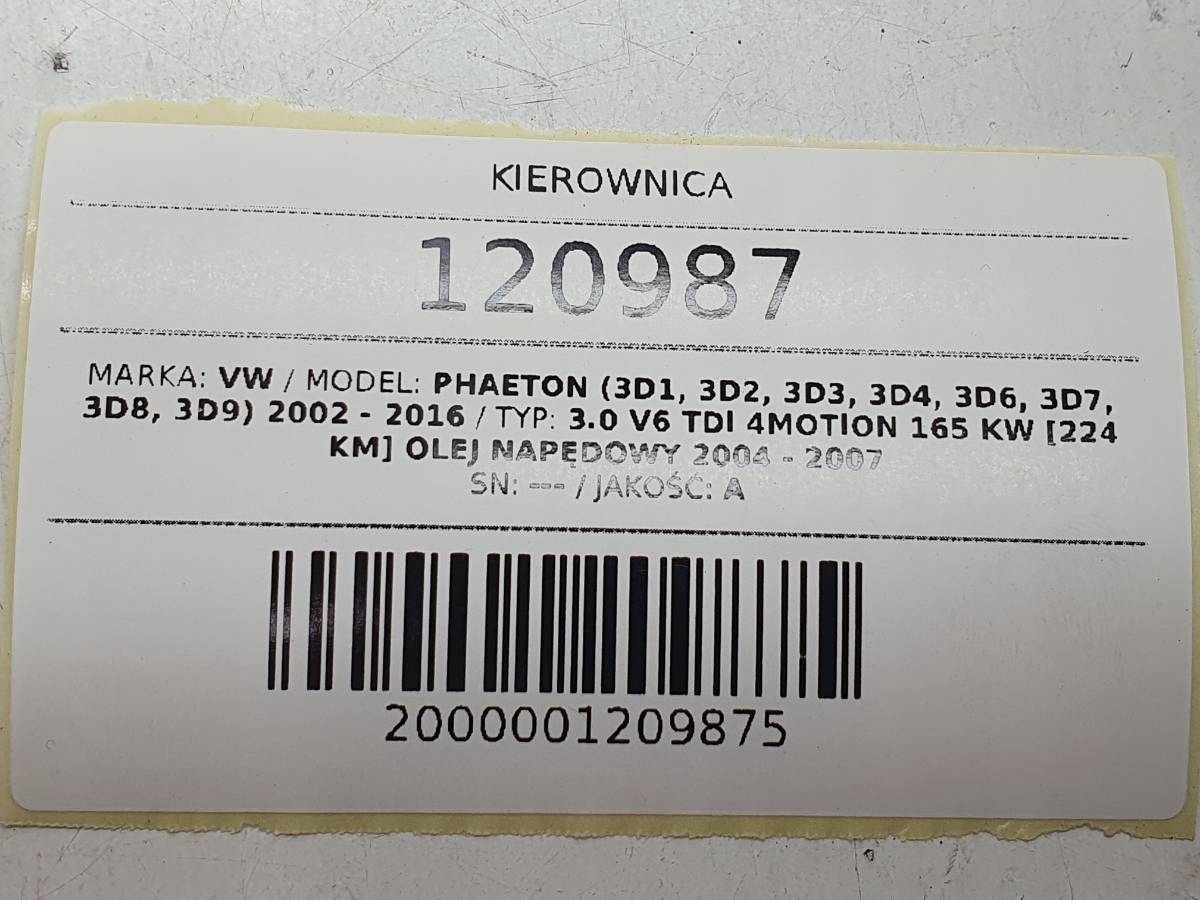 KIEROWNICA
120987
MARKA: VW / MODEL: PHAETON (3D1, 3D2, 3D3, 3D4, 3D6, 3D7,
3D8, 3D9) 2002 - 2016 / TYP: 3.0 V6 TDI 4MOTION 165 KW [224
KM] OLEJ NAPĘDOWY 2004 - 2007
SN: --- / JAKOŚĆ: A
2000001209875